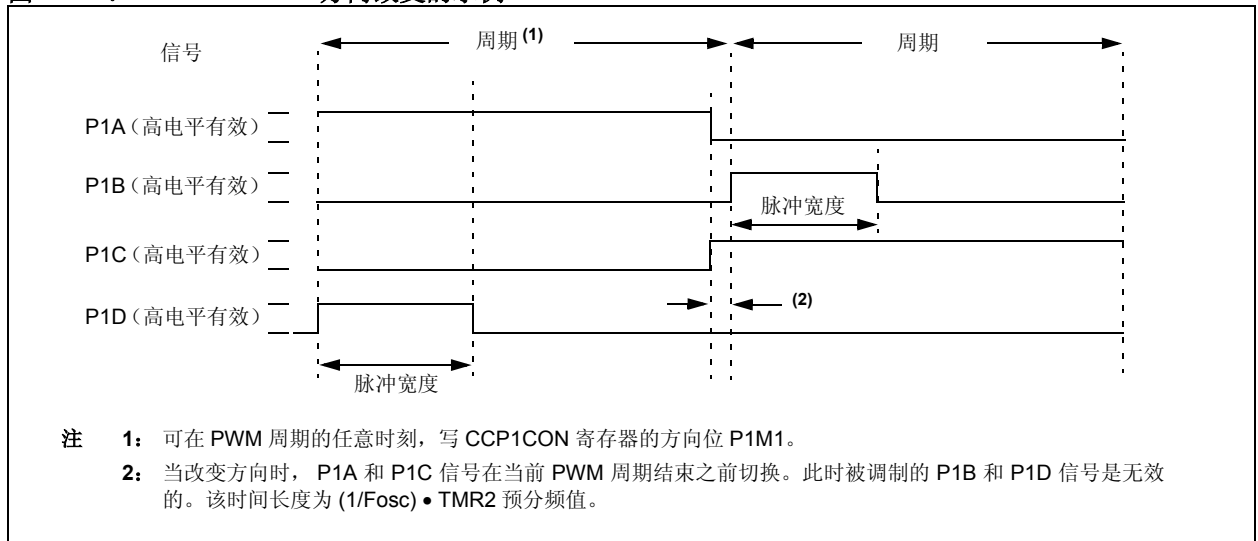 信号
周期(1)
周期
P1A（高电平有效）
P1B（高电平有效）
脉冲宽度
P1C（高电平有效）
(2)
P1D（高电平有效）
脉冲宽度
注 1： 可在 PWM 周期的任意时刻，写 CCP1CON 寄存器的方向位 P1M1。
2： 当改变方向时， P1A 和 P1C 信号在当前 PWM 周期结束之前切换。此时被调制的 P1B 和 P1D 信号是无效
的。该时间长度为 (1/Fosc) • TMR2 预分频值。